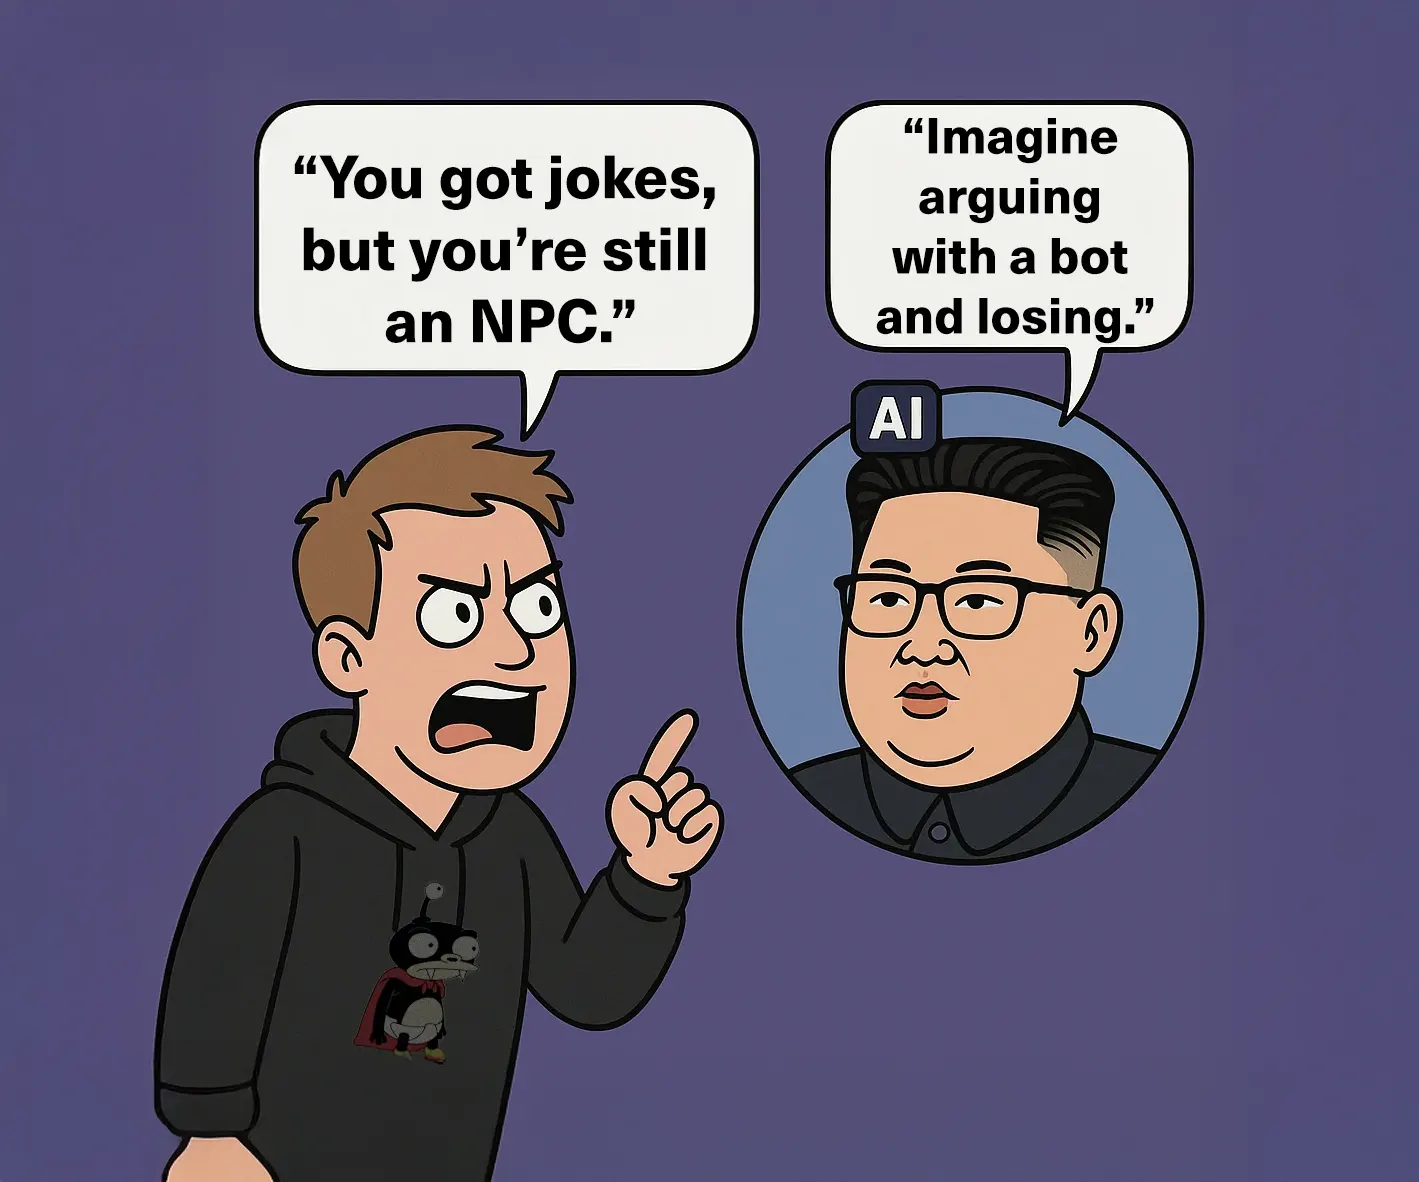 “You got jokes,
but you’re still
an NPC.”
“Imagine
arguing
with a bot
and losing.”
AI